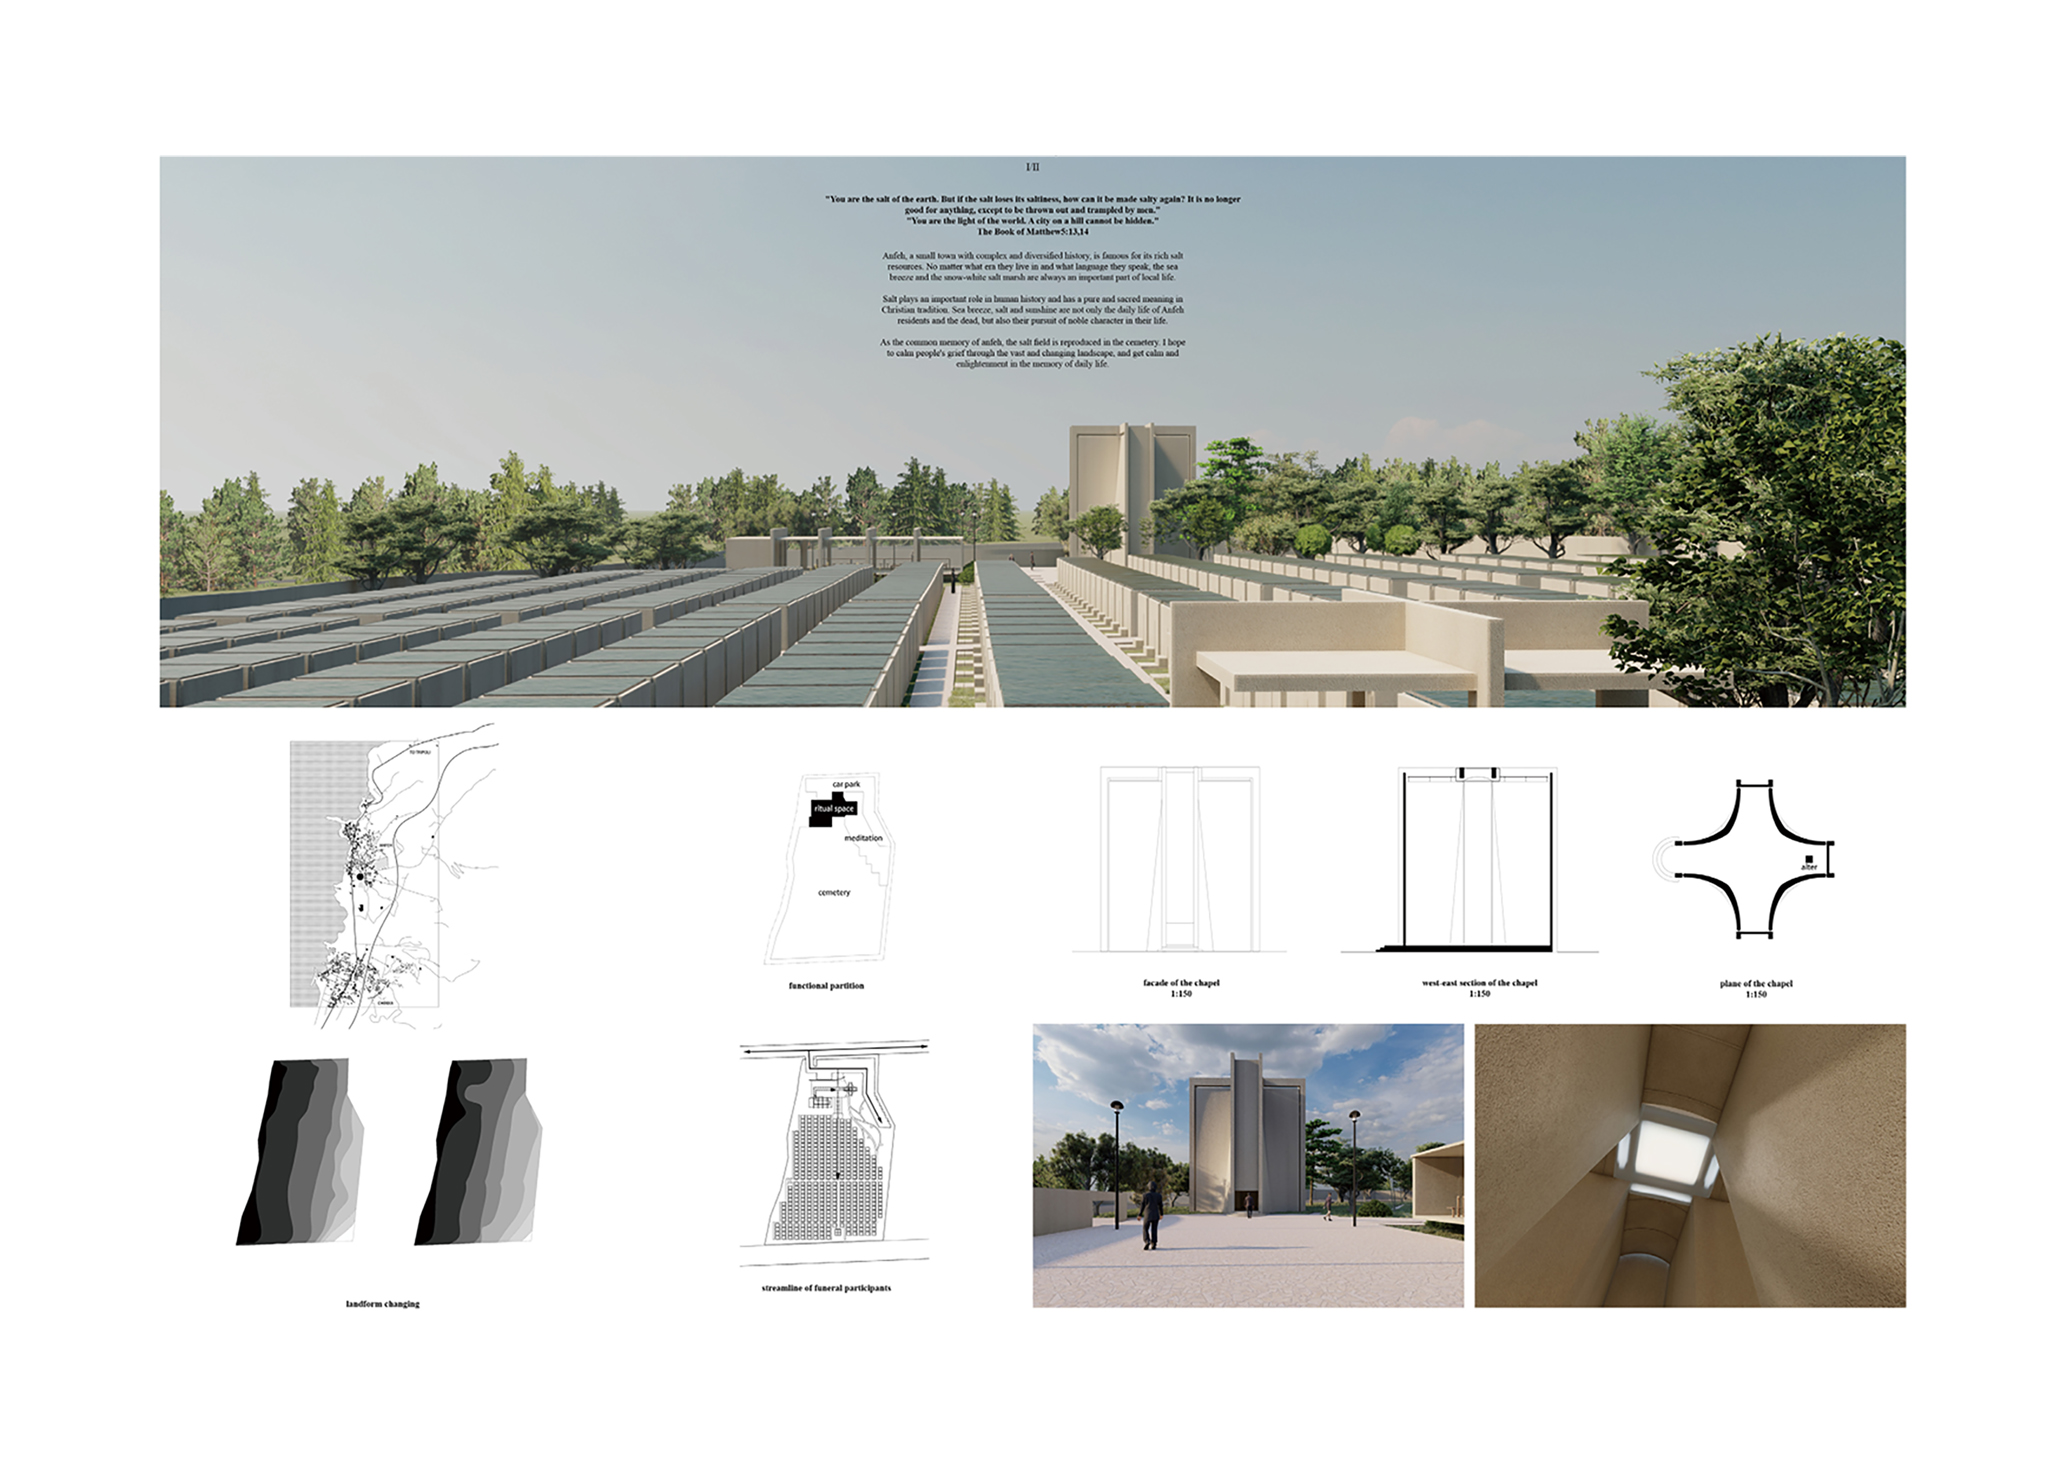 I/II
"You are the salt of the earth. But if the salt loses its saltiness, how can it be made salty again? It is no longer
good for anything, except to be thrown out and trampled by men."
"You are the light of the world. A city on a hill cannot be hidden."
The Book of Matthew5:13,14
Anfeh, a small town with complex and diversified history, is famous for its rich salt
resources. No matter what era they live in and what language they speak, the sea
breeze and the snow-white salt marsh are always an important part of local life.
Salt plays an important role in human history and has a pure and sacred meaning in
Christian tradition. Sea breeze, salt and sunshine are not only the daily life of Anfeh
residents and the dead, but also their pursuit of noble character in their life.
As the common memory of anfeh, the salt field is reproduced in the cemetery. I hope
to calm people's grief through the vast and changing landscape, and get calm and
enlightenment in the memory of daily life.
TO TRIPOLI
car park
ritual space
meditation
cemetery
functional partition
facade of the chapel
1:150
west-east section of the chapel
1:150
alter
plane of the chapel
1:150
landform changing
streamline of funeral participants